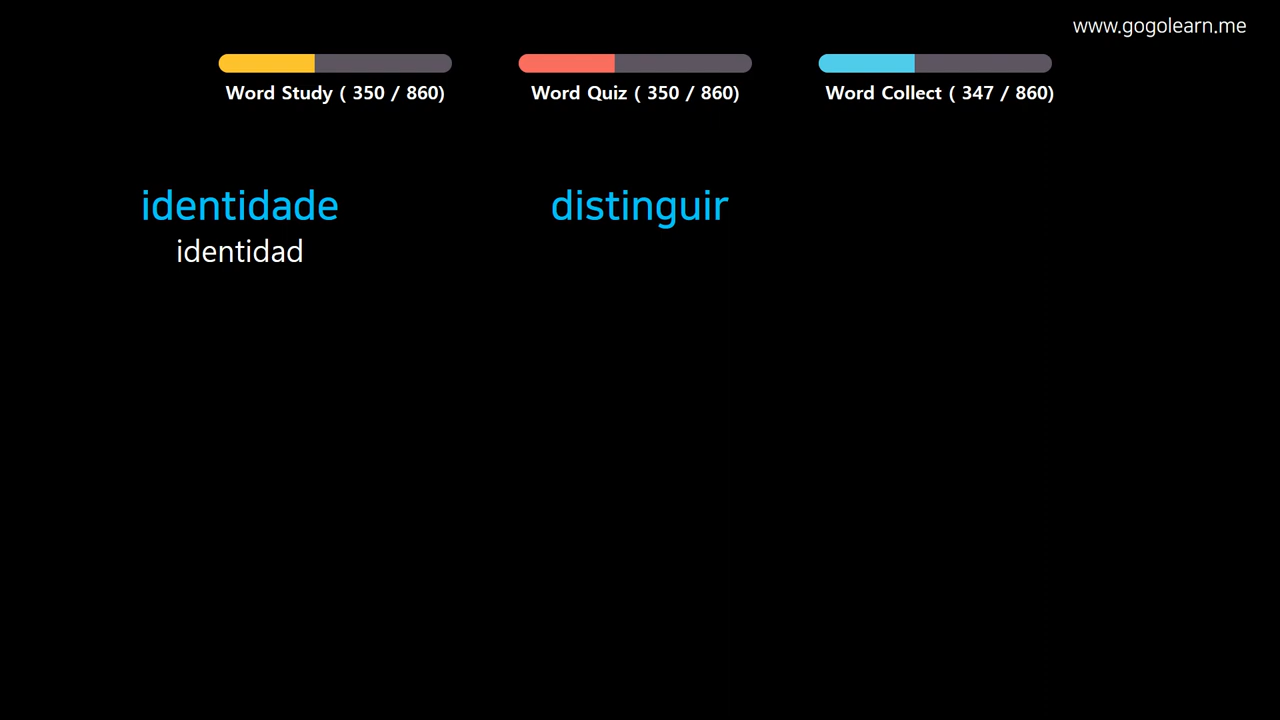 www.gogolearn.me
Word Study ( 350 / 860)
Word Quiz ( 350 / 860)
Word Collect ( 347 / 860)
identidade
identidad
distinguir